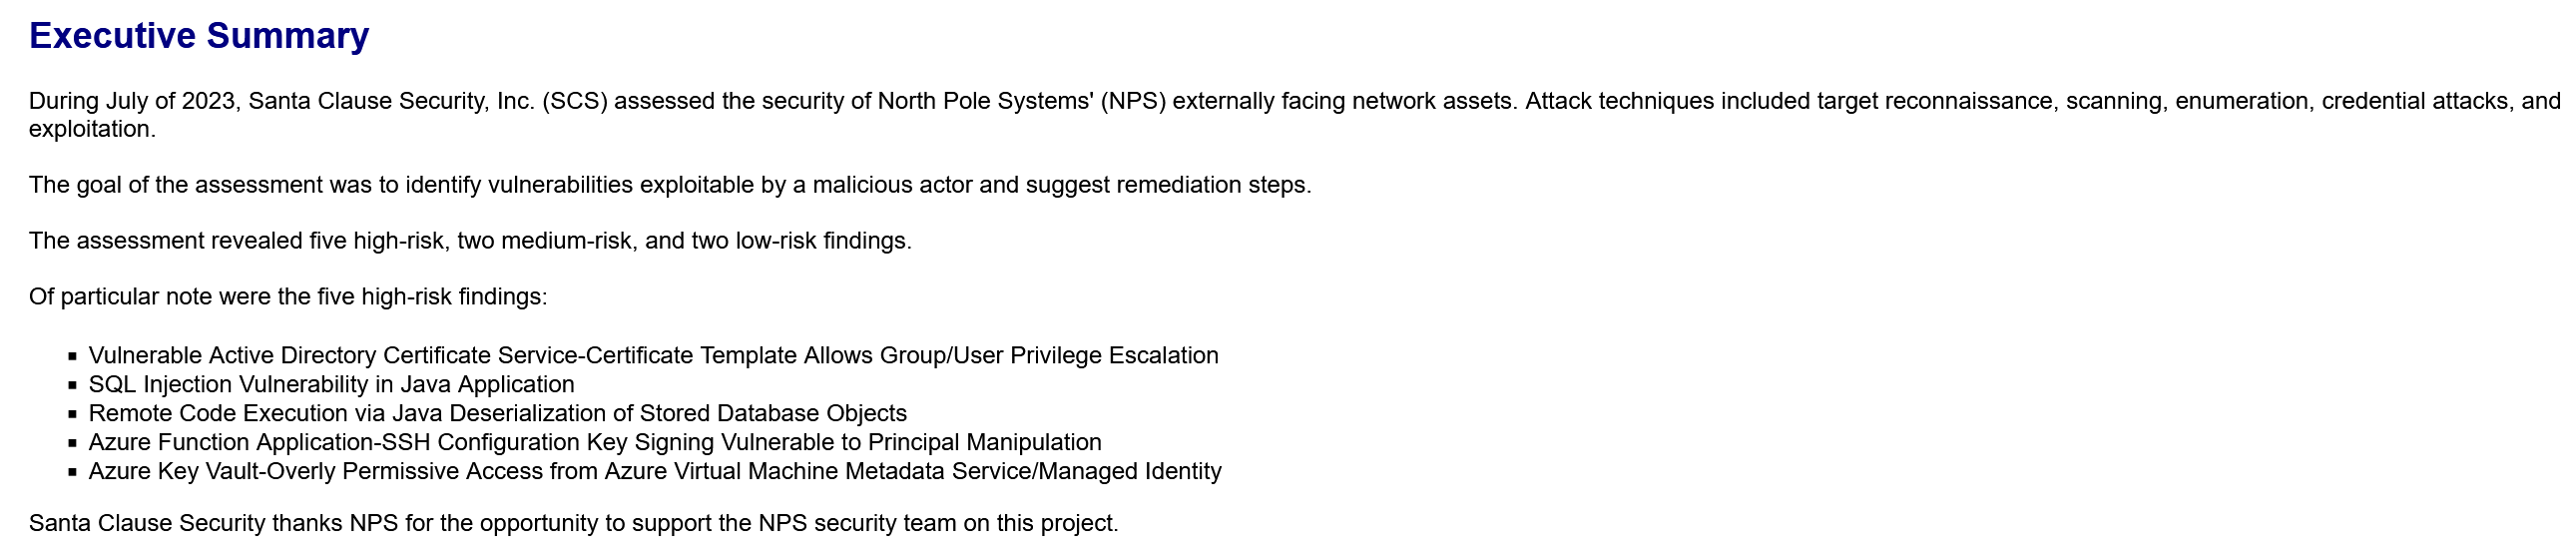 Executive Summary
During July of 2023, Santa Clause Security, Inc. (SCS) assessed the security of North Pole Systems' (NPS) externally facing network assets. Attack techniques included target reconnaissance, scanning, enumeration, credential attacks, and
exploitation.
The goal of the assessment was to identify vulnerabilities exploitable by a malicious actor and suggest remediation steps.
The assessment revealed five high-risk, two medium-risk, and two low-risk findings.
Of particular note were the five high-risk findings:
▪ Vulnerable Active Directory Certificate Service-Certificate Template Allows Group/User Privilege Escalation
▪ SQL Injection Vulnerability in Java Application
▪ Remote Code Execution via Java Deserialization of Stored Database Objects
▪ Azure Function Application-SSH Configuration Key Signing Vulnerable to Principal Manipulation
▪ Azure Key Vault-Overly Permissive Access from Azure Virtual Machine Metadata Service/Managed Identity
Santa Clause Security thanks NPS for the opportunity to support the NPS security team on this project.